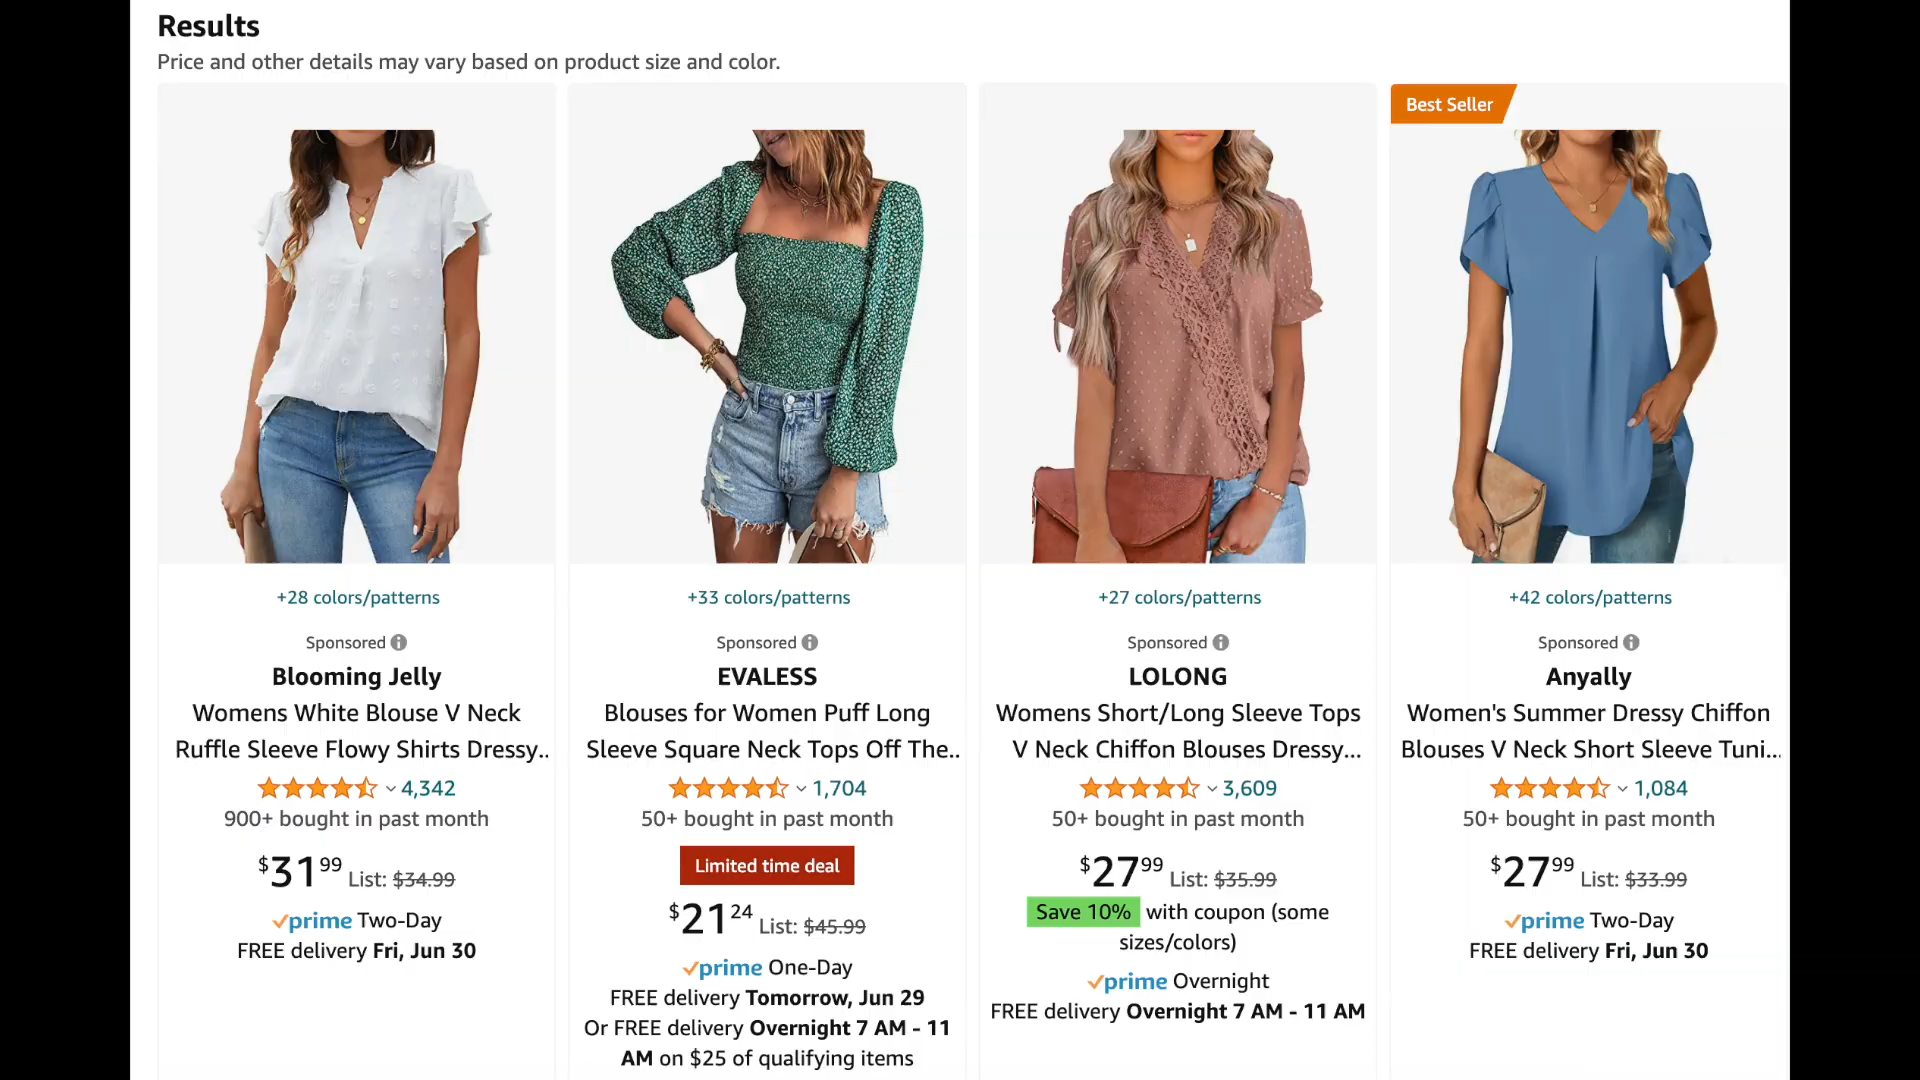 Results
Price and other details may vary based on product size and color.
Best Seller
+28 colors/patterns
Sponsored
Blooming Jelly
Womens White Blouse V Neck
Ruffle Sleeve Flowy Shirts Dressy..
4,342
900+ bought in past month
$31.99 List: $34.99
prime Two-Day
FREE delivery Fri, Jun 30
+33 colors/patterns
Sponsored
EVALESS
Blouses for Women Puff Long
Sleeve Square Neck Tops Off The..
1,704
50+ bought in past month
Limited time deal
$21.24 List: $45.99
prime One-Day
FREE delivery Tomorrow, Jun 29
Or FREE delivery Overnight 7 AM - 11
AM on $25 of qualifying items
+27 colors/patterns
Sponsored
LOLONG
Womens Short/Long Sleeve Tops
V Neck Chiffon Blouses Dressy...
3,609
50+ bought in past month
$27.99 List: $35.99
Save 10% with coupon (some
sizes/colors)
prime Overnight
FREE delivery Overnight 7 AM - 11 AM
+42 colors/patterns
Sponsored
Anyally
Women's Summer Dressy Chiffon
Blouses V Neck Short Sleeve Tuni...
1,084
50+ bought in past month
$27.99 List: $33.99
prime Two-Day
FREE delivery Fri, Jun 30